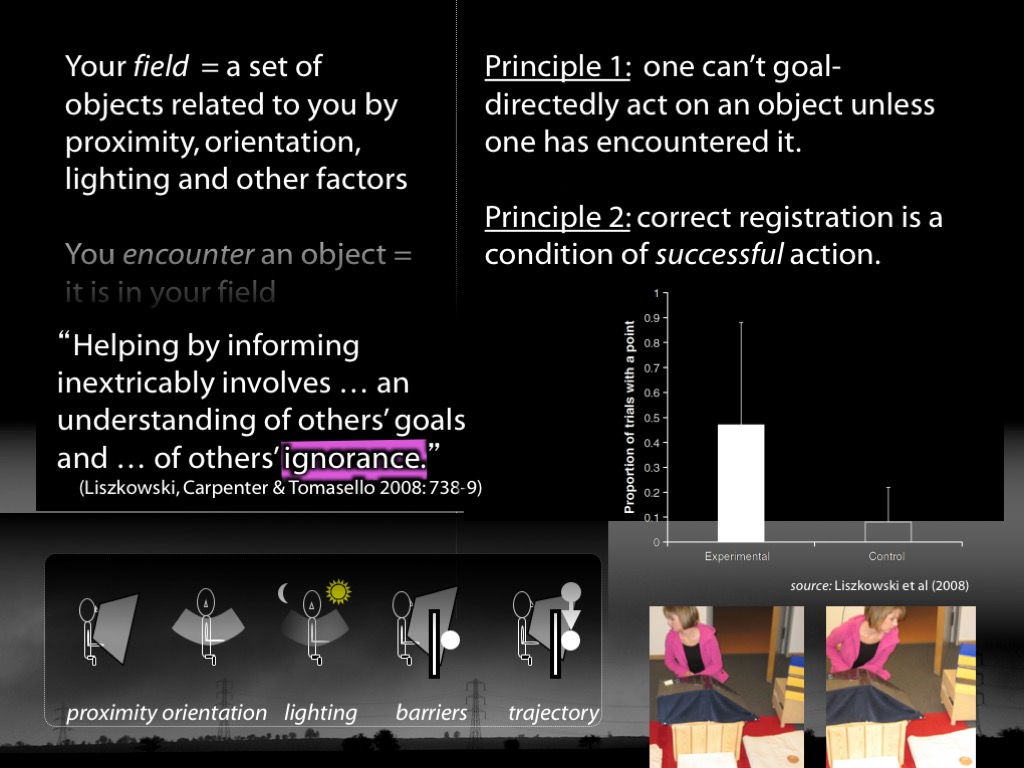 Your field = a set of
objects related to you by
proximity, orientation,
lighting and other factors
You encounter an object =
it is in your field
“Helping by informing
inextricably involves … an
understanding of others’ goals
and … of others’ ignorance.”
(Liszkowski, Carpenter & Tomasello 2008: 738-9)
Principle 1: one can’t goal-
directedly act on an object unless
one has encountered it.
Principle 2: correct registration is a
condition of successful action.
Proportion of trials with a point
1
0.9
0.8
0.7
0.6
0.5
0.4
0.3
0.2
0.1
0
Experimental Control
source: Liszkowski et al (2008)
proximity orientation lighting barriers trajectory